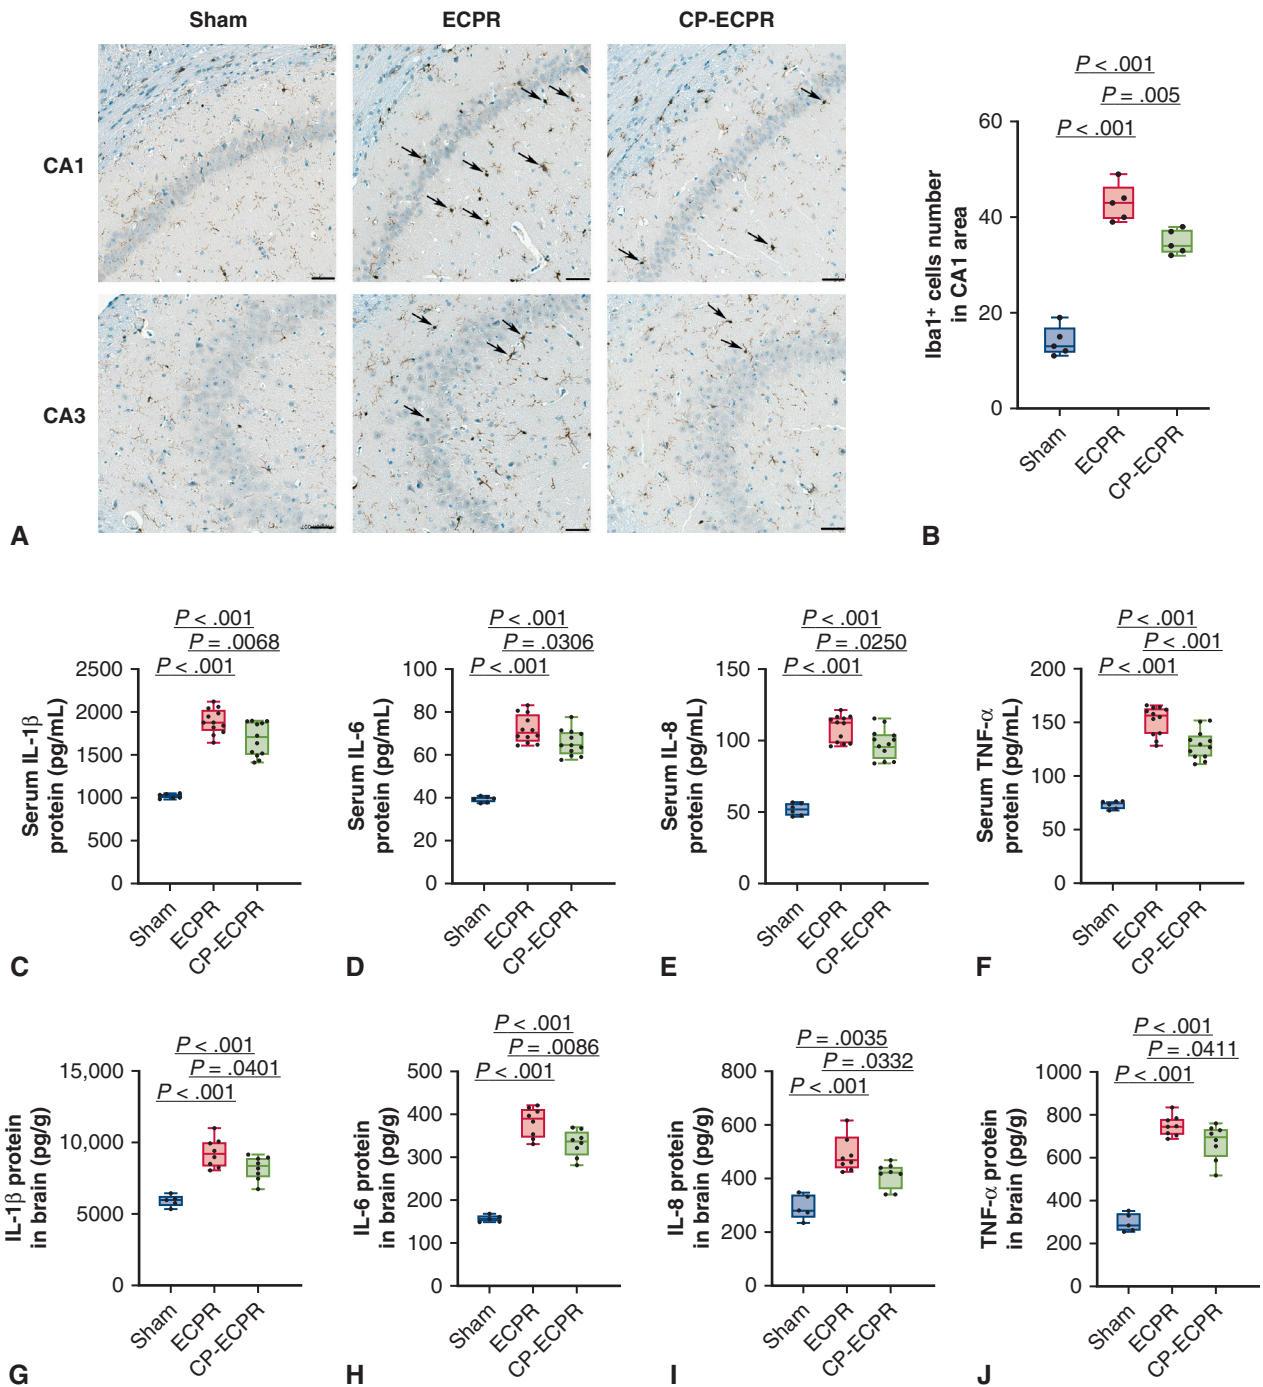 Sham
ECPR
CP-ECPR
CA1
CA3
A
P < .001
P = .005
P < .001
Iba1+ cells number
in CA1 area
60
40
20
0
Sham
ECPR
CP-ECPR
B
P < .001
P = .0068
P < .001
Serum IL-1β
protein (pg/mL)
2500
2000
1500
1000
500
0
Sham
ECPR
CP-ECPR
C
P < .001
P = .0306
P < .001
Serum IL-6
protein (pg/mL)
100
80
60
40
20
0
Sham
ECPR
CP-ECPR
D
P < .001
P = .0250
P < .001
Serum IL-8
protein (pg/mL)
150
100
50
0
Sham
ECPR
CP-ECPR
E
P < .001
P < .001
P < .001
Serum TNF-α
protein (pg/mL)
200
150
100
50
0
Sham
ECPR
CP-ECPR
F
P < .001
P = .0401
P < .001
IL-1β protein
in brain (pg/g)
15,000
10,000
5000
0
Sham
ECPR
CP-ECPR
G
P < .001
P = .0086
P < .001
IL-6 protein
in brain (pg/g)
500
400
300
200
100
0
Sham
ECPR
CP-ECPR
H
P = .0035
P = .0332
P < .001
IL-8 protein
in brain (pg/g)
800
600
400
200
0
Sham
ECPR
CP-ECPR
I
P < .001
P = .0411
P < .001
TNF-α protein
in brain (pg/g)
1000
800
600
400
200
0
Sham
ECPR
CP-ECPR
J